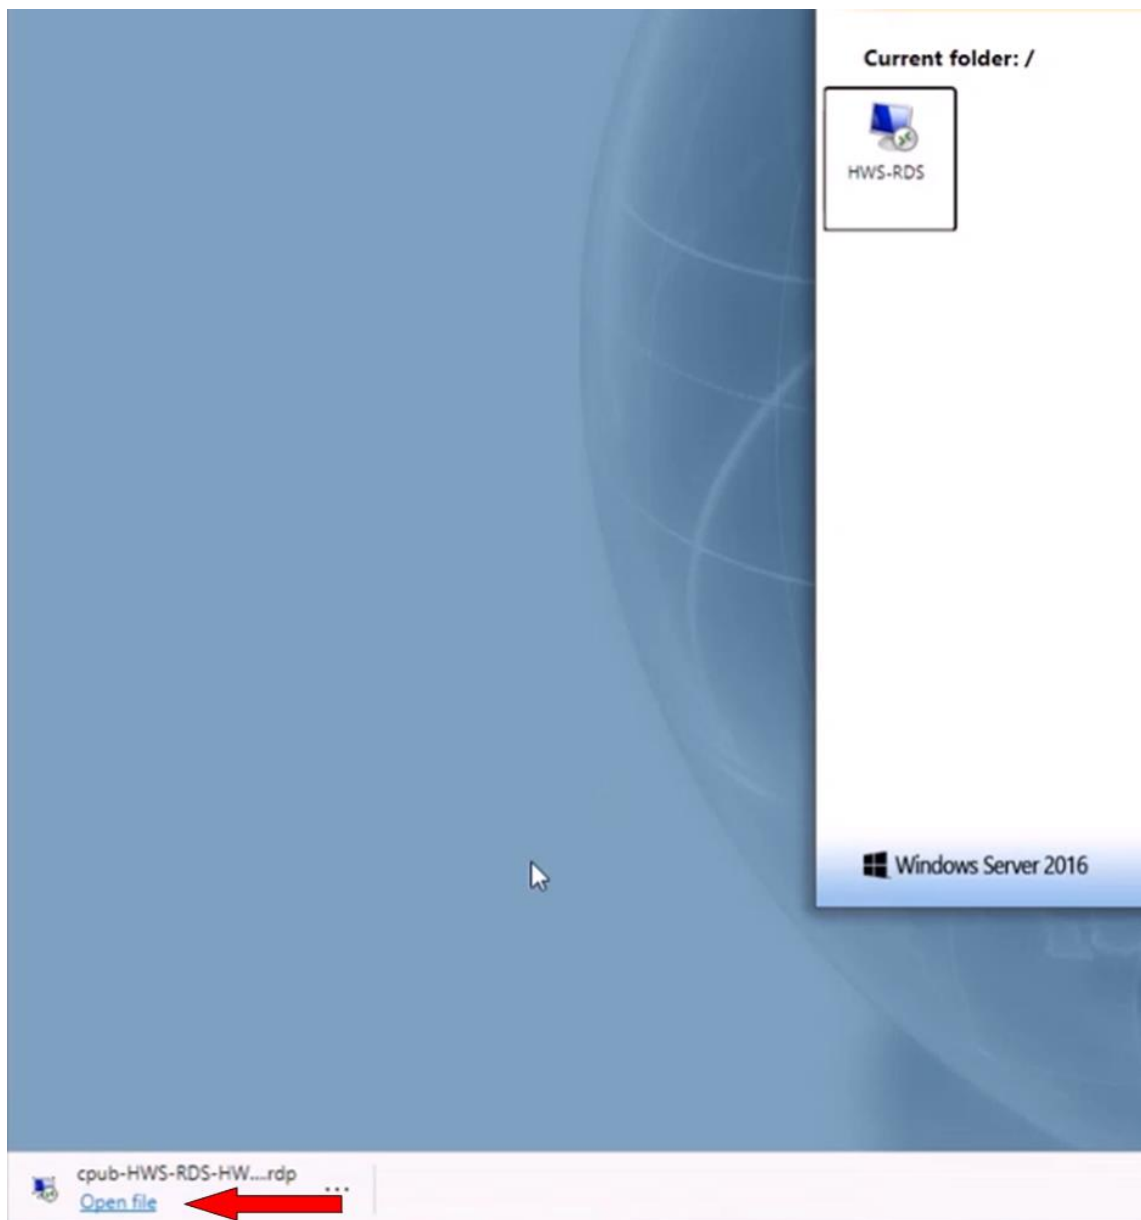 Current folder: /
HWS-RDS
Windows Server 2016
cpub-HWS-RDS-HW....rdp
...
Open file